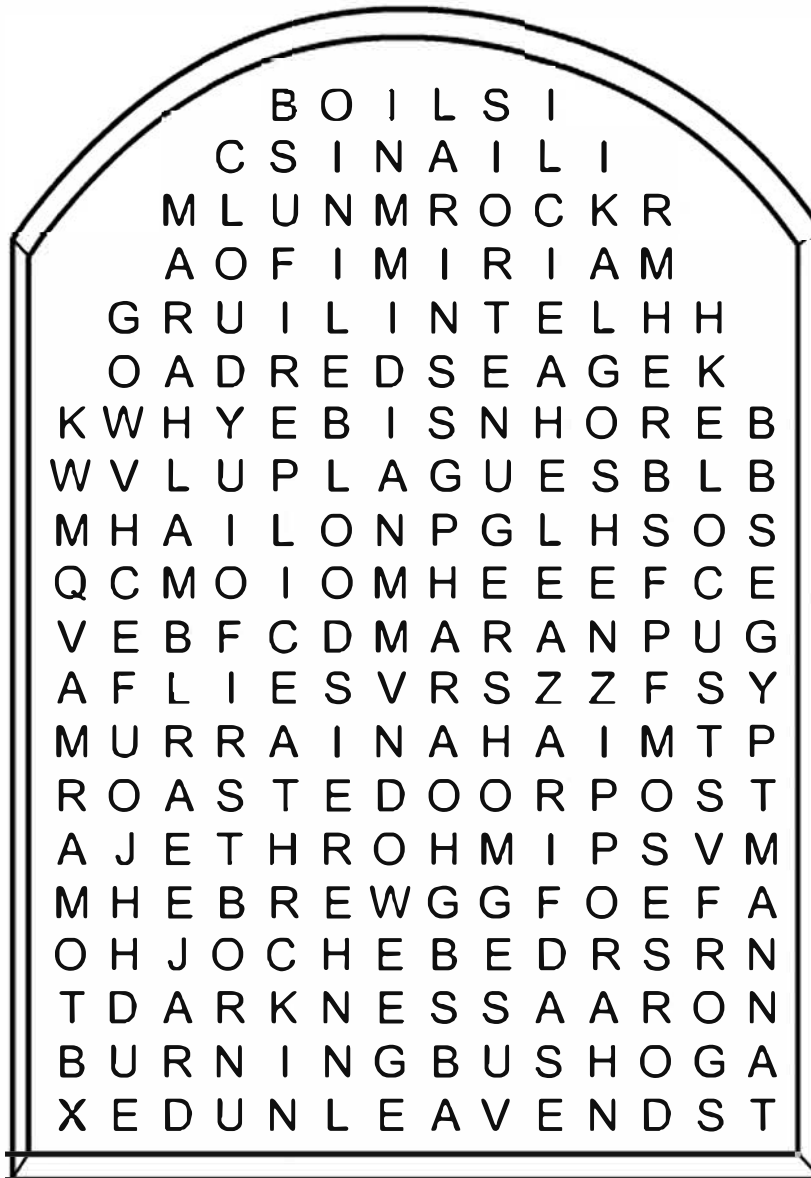 B O I L S I
C S I N A I L I
M L U N M R O C K R
A O F I M I R I A M
G R U I L I N T E L H H
O A D R E D S E A G E K
K W H Y E B I S N H O R E B
W V L U P L A G U E S B L B
M H A I L O N P G L H S O S
Q C M O I O M H E E E F C E
V E B F C D M A R A N P U G
A F L I E S V R S Z Z F S Y
M U R R A I N A H A I M T P
R O A S T E D O O R P O S T
A J E T H R O H M I P S V M
M H E B R E W G G F O E F A
O H J O C H E B E D R S R N
T D A R K N E S S A A R O N
B U R N I N G B U S H O G A
X E D U N L E A V E N D S T